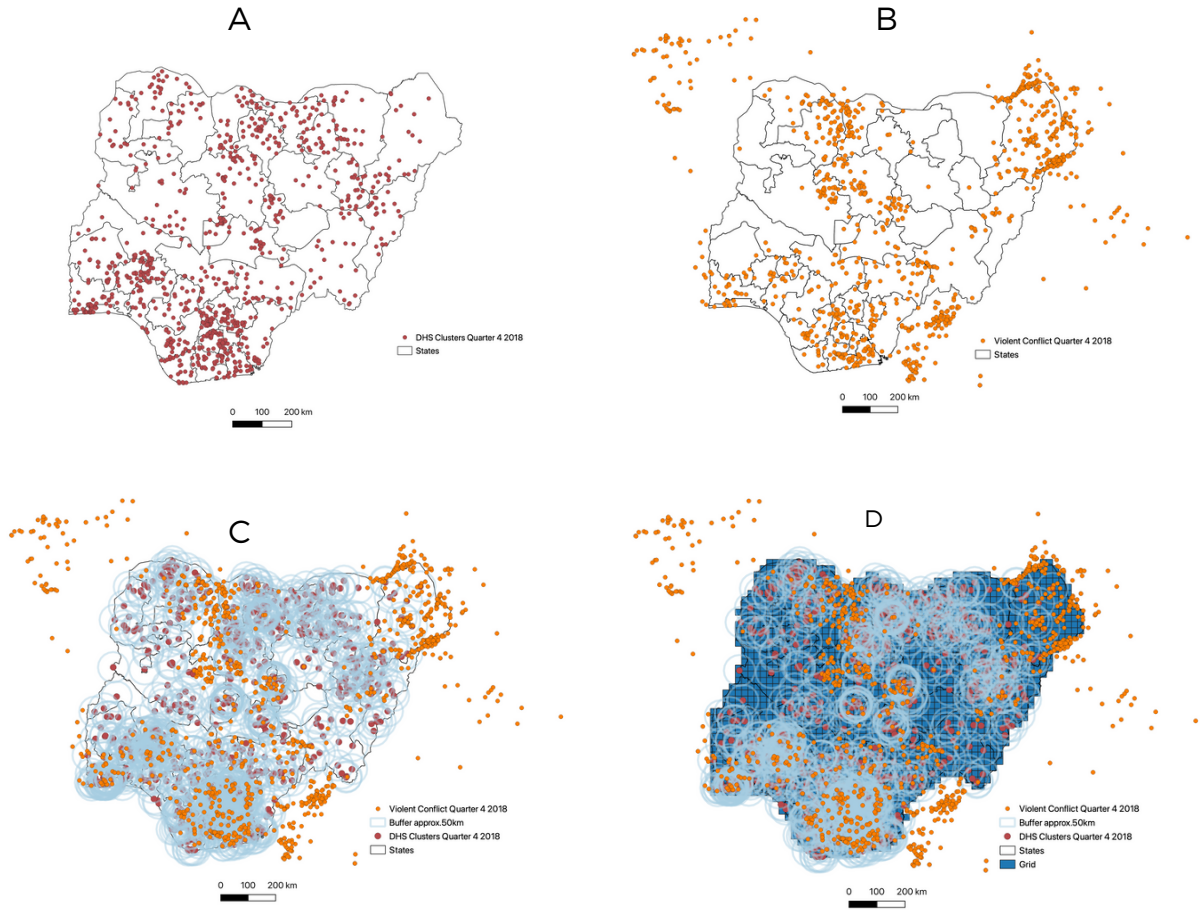 A
DHS Clusters Quarter 4 2018
States
0 100 200 km
B
Violent Conflict Quarter 4 2018
States
0 100 200 km
C
Violent Conflict Quarter 4 2018
Buffer approx.50km
DHS Clusters Quarter 4 2018
States
0 100 200 km
D
Violent Conflict Quarter 4 2018
Buffer approx.50km
DHS Clusters Quarter 4 2018
States
Grid
0 100 200 km